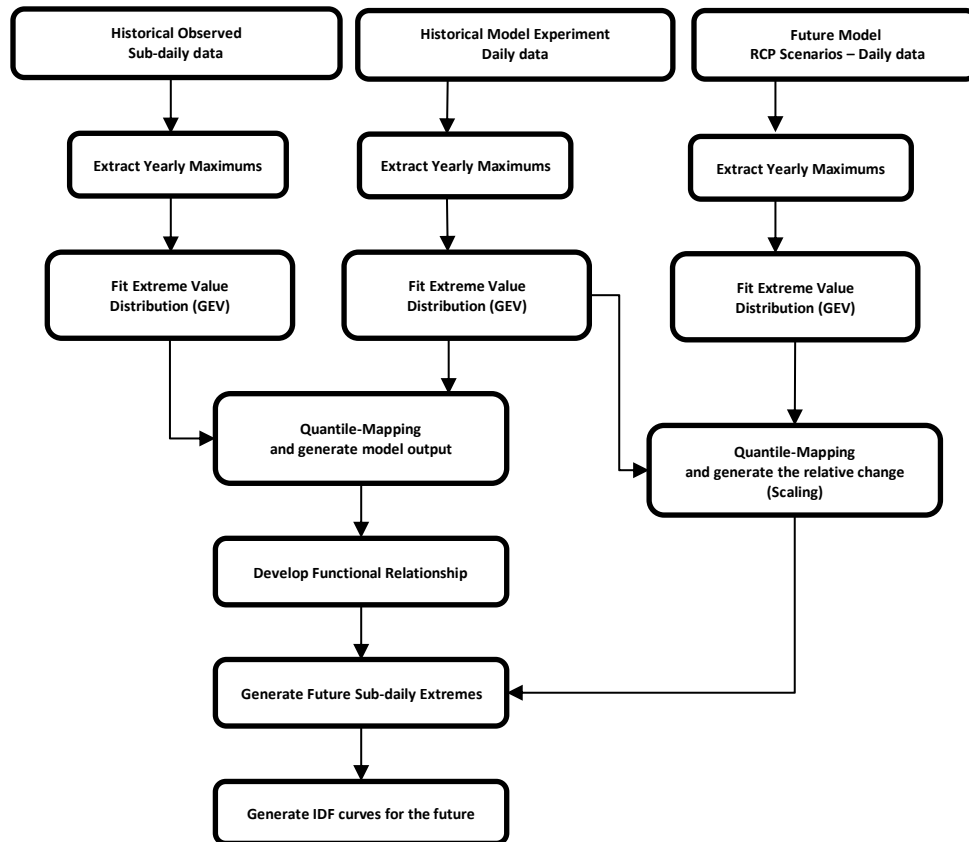 Historical Observed
Sub-daily data
Historical Model Experiment
Daily data
Future Model
RCP Scenarios – Daily data
Extract Yearly Maximums
Extract Yearly Maximums
Extract Yearly Maximums
Fit Extreme Value
Distribution (GEV)
Fit Extreme Value
Distribution (GEV)
Fit Extreme Value
Distribution (GEV)
Quantile-Mapping
and generate model output
Quantile-Mapping
and generate the relative change
(Scaling)
Develop Functional Relationship
Generate Future Sub-daily Extremes
Generate IDF curves for the future